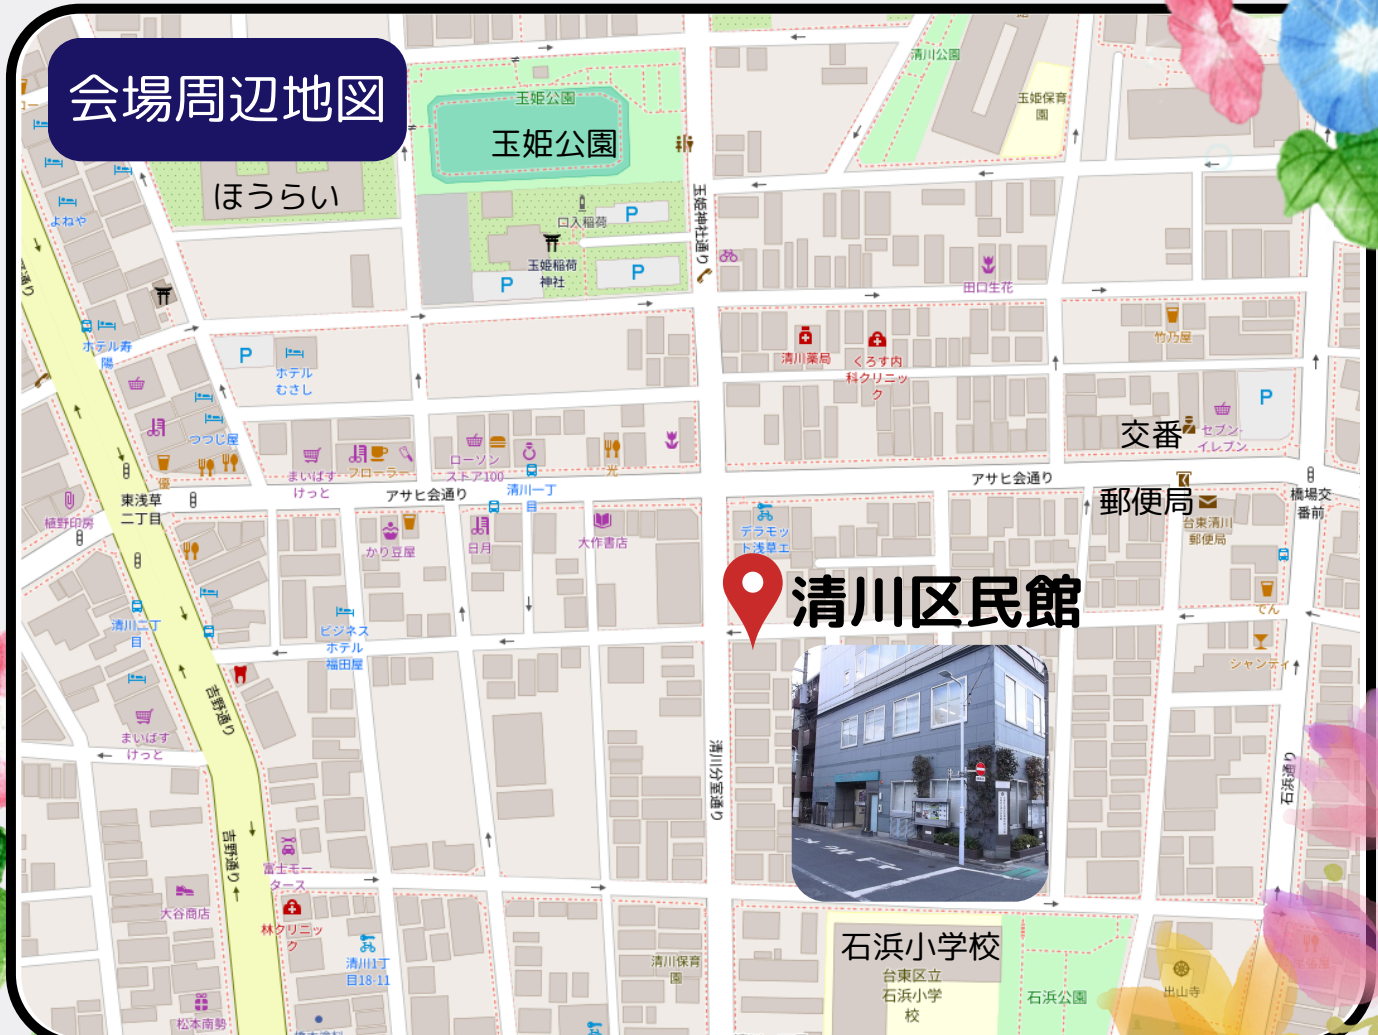 会場周辺地図
清川公園
玉姫公園
玉姫公園
玉姫保育
園
ほうらい
よねや
口入稲荷
P
玉姫稲荷
神社
P
P
玉姫神社通り
田口生花
ホテル寿
陽
P
ホテル
むさし
清川薬局
くろす内
科クリニッ
ク
竹乃屋
P
交番
セブン-
イレブン
つつじ屋
優
まいばす
けっと
フローラー
ローソン
ストア100
光
清川一丁
目
アサヒ会通り
アサヒ会通り
東浅草
二丁目
植野印房
郵便局
台東清川
郵便局
橋場交
番前
かり豆屋
日月
大作書店
デラモッ
ト浅草エ
清川区民館
でん
シャンティ
清川二丁
目
ビジネス
ホテル
福田屋
まいばす
けっと
吉野通り
清川分室通り
石浜通り
吉野通り
富士モー
タース
大谷商店
林クリニッ
ク
清川1丁
目18-11
松本南勢
清川保育
園
石浜小学校
台東区立
石浜小学
校
石浜公園
出山寺